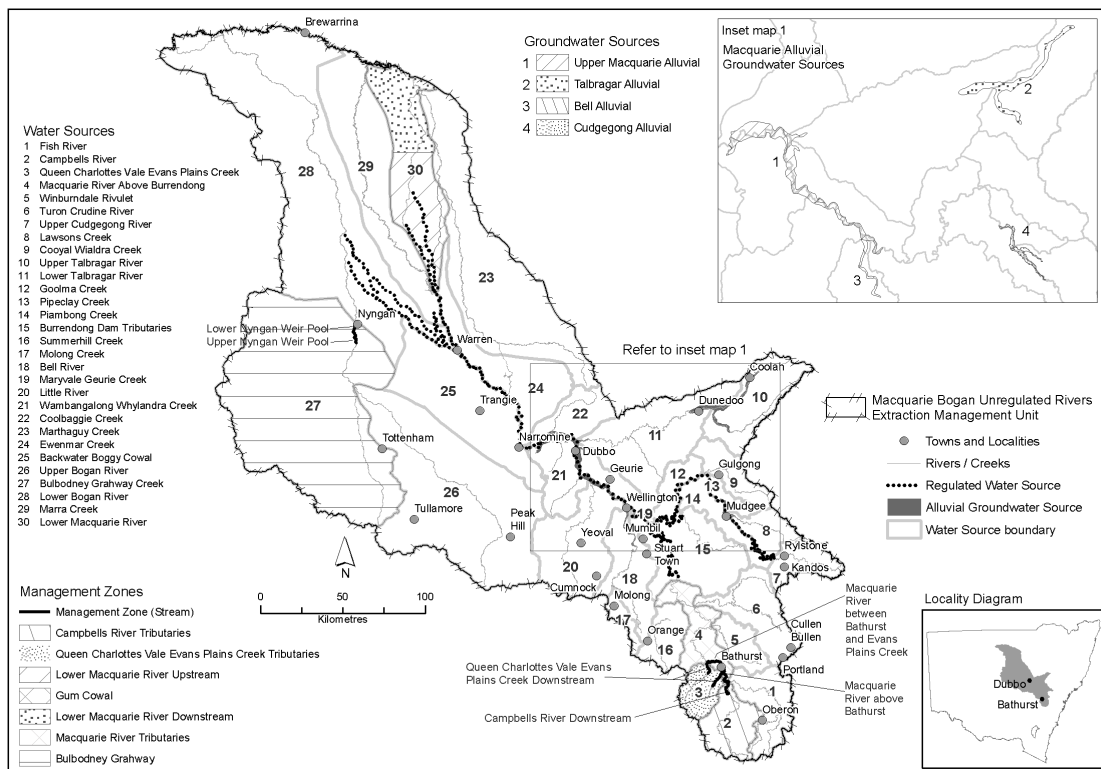 Brewarrina
Groundwater Sources
1 Upper Macquarie Alluvial
2 Talbragar Alluvial
3 Bell Alluvial
4 Cudgegong Alluvial
Inset map 1
Macquarie Alluvial
Groundwater Sources
2
1
4
3
Water Sources
1 Fish River
2 Campbells River
3 Queen Charlottes Vale Evans Plains Creek
4 Macquarie River Above Burrendong
5 Winburndale Rivulet
6 Turon Crudine River
7 Upper Cudgegong River
8 Lawsons Creek
9 Cooyal Wialdra Creek
10 Upper Talbragar River
11 Lower Talbragar River
12 Goolma Creek
13 Pipeclay Creek
14 Piambong Creek
15 Burrendong Dam Tributaries
16 Summerhill Creek
17 Molong Creek
18 Bell River
19 Maryvale Geurie Creek
20 Little River
21 Wambangalong Whylandra Creek
22 Coolbaggie Creek
23 Marthaguy Creek
24 Ewenmar Creek
25 Backwater Boggy Cowal
26 Upper Bogan River
27 Bulbodney Grahway Creek
28 Lower Bogan River
29 Marra Creek
30 Lower Macquarie River
28
29
30
23
Nyngan
Lower Nyngan Weir Pool
Upper Nyngan Weir Pool
Warren
Refer to inset map 1
Coolah
10
Dunedoo
25
Trangie
24
22
27
11
Tottenham
Narromine
Dubbo
21
Geurie
12
Gulgong
9
13
26
Wellington
14
Tullamore
19
Mudgee
Peak
Hill
Mumbil
8
Yeoval
Stuart
Town
15
Rylstone
20
18
7
Kandos
Cumnock
Molong
17
6
Orange
4
5
16
Cullen
Bullen
Bathurst
Portland
3
1
Oberon
2
Macquarie
River
between
Bathurst
and Evans
Plains Creek
Queen Charlottes Vale Evans
Plains Creek Downstream
Campbells River Downstream
Macquarie
River above
Bathurst
N
0 50 100
Kilometres
Macquarie Bogan Unregulated Rivers
Extraction Management Unit
Towns and Localities
Rivers / Creeks
Regulated Water Source
Alluvial Groundwater Source
Water Source boundary
Management Zones
Management Zone (Stream)
Campbells River Tributaries
Queen Charlottes Vale Evans Plains Creek Tributaries
Lower Macquarie River Upstream
Gum Cowal
Lower Macquarie River Downstream
Macquarie River Tributaries
Bulbodney Grahway
Locality Diagram
Dubbo
Bathurst